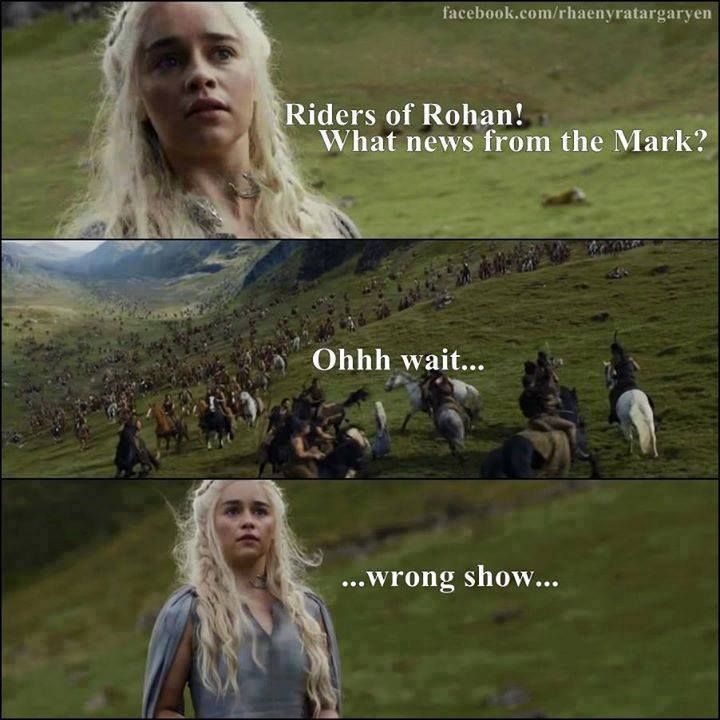 facebook.com/rhaenyratargaryen
Riders of Rohan!
What news from the Mark?
Ohhh wait...
...wrong show...